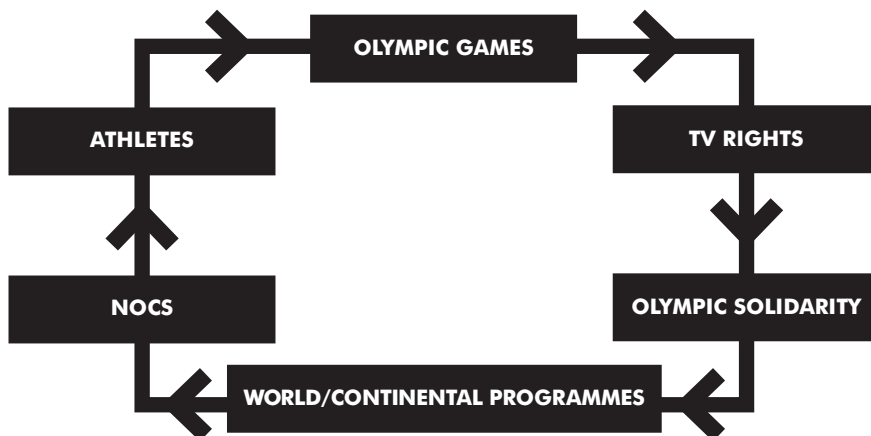 OLYMPIC GAMES
ATHLETES
TV RIGHTS
NOCS
OLYMPIC SOLIDARITY
WORLD/CONTINENTAL PROGRAMMES